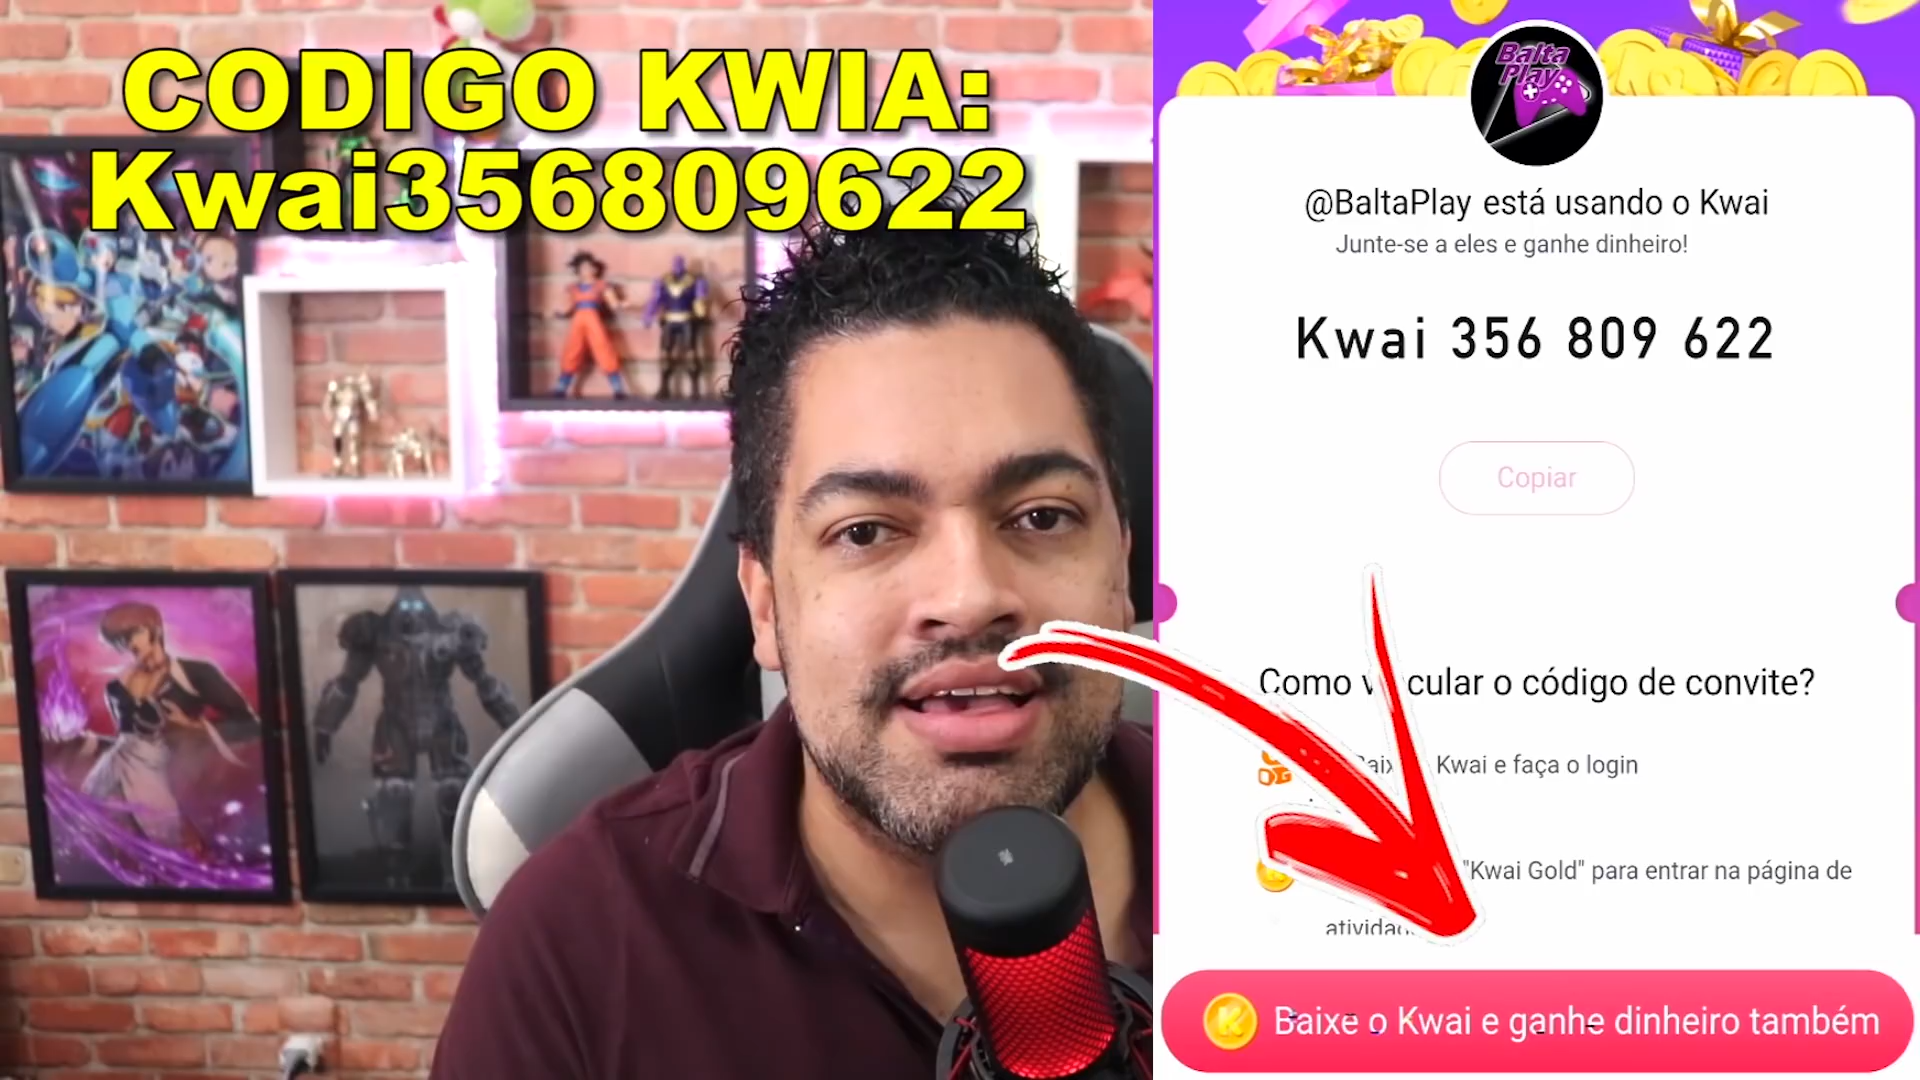 CODIGO KWIA:
Kwai356809622
Balta
Play
@BaltaPlay está usando o Kwai
Junte-se a eles e ganhe dinheiro!
Kwai 356 809 622
Copiar
Como cular o código de convite?
Kwai e faça o login
"Kwai Gold" para entrar na página de
Baixe o Kwai e ganhe dinheiro também